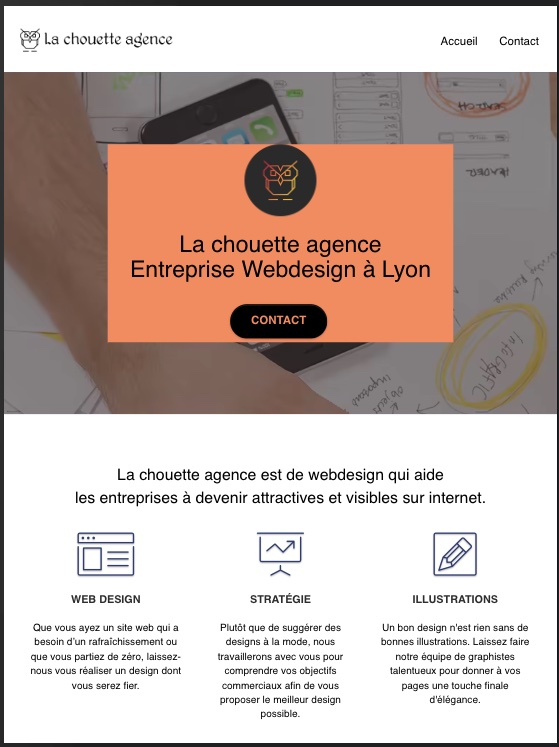 La chouette agence
Accueil
Contact
SEARCH
HEADER
La chouette agence
Entreprise Webdesign à Lyon
CONTACT
INFOGRAFIC
La chouette agence est de webdesign qui aide
les entreprises à devenir attractives et visibles sur internet.
WEB DESIGN
STRATÉGIE
ILLUSTRATIONS
Que vous ayez un site web qui a
besoin d'un rafraîchissement ou
que vous partiez de zéro, laissez-
nous vous réaliser un design dont
vous serez fier.
Plutôt que de suggérer des
designs à la mode, nous
travaillerons avec vous pour
comprendre vos objectifs
commerciaux afin de vous
proposer le meilleur design
possible.
Un bon design n'est rien sans de
bonnes illustrations. Laissez faire
notre équipe de graphistes
talentueux pour donner à vos
pages une touche finale
d'élégance.